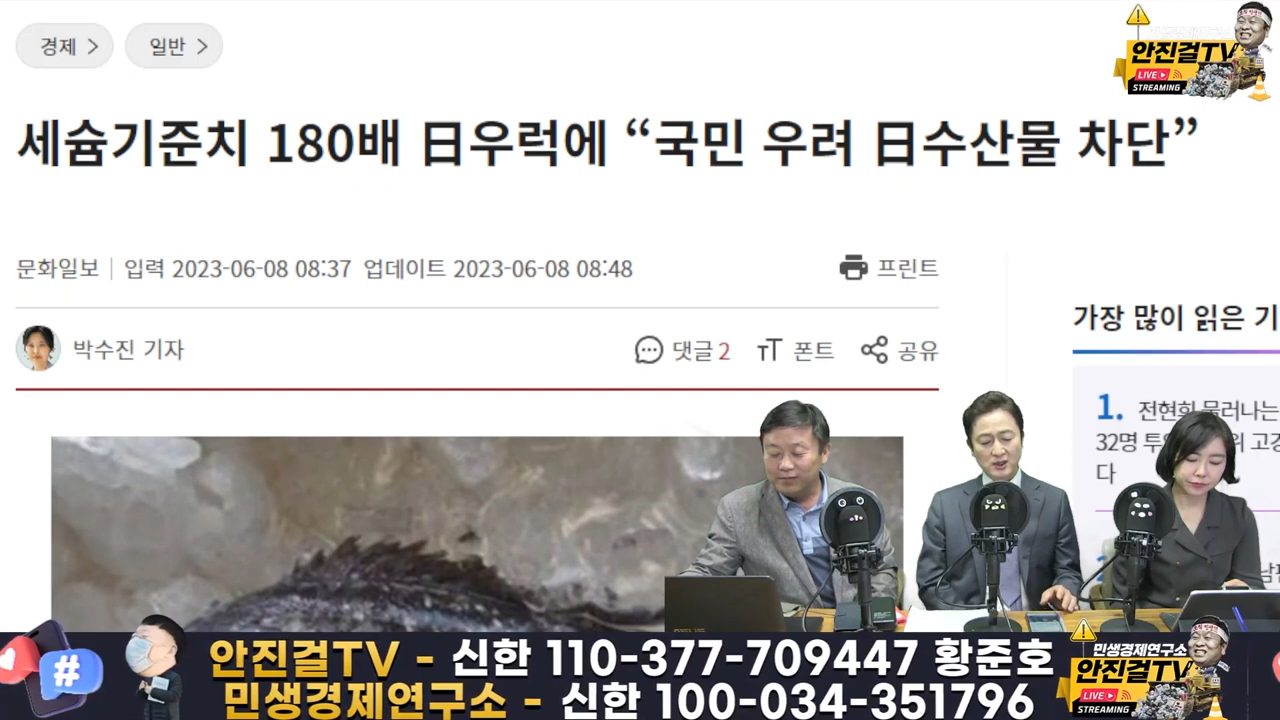 경제 >
일반 >
안진걸TV
LIVE
STREAMING
세슘기준치 180배 日우럭에 “국민 우려 日수산물 차단”
문화일보 | 입력 2023-06-08 08:37 업데이트 2023-06-08 08:48
프린트
박수진 기자
댓글 2
폰트
공유
가장 많이 읽은 기
1. 전현희 물러나는
32명 투
위 고강
다
남편
#
안진걸TV - 신한 110-377-709447 황준호
민생경제연구소 - 신한 100-034-351796
민생경제연구소
안진걸TV
LIVE
STREAMING